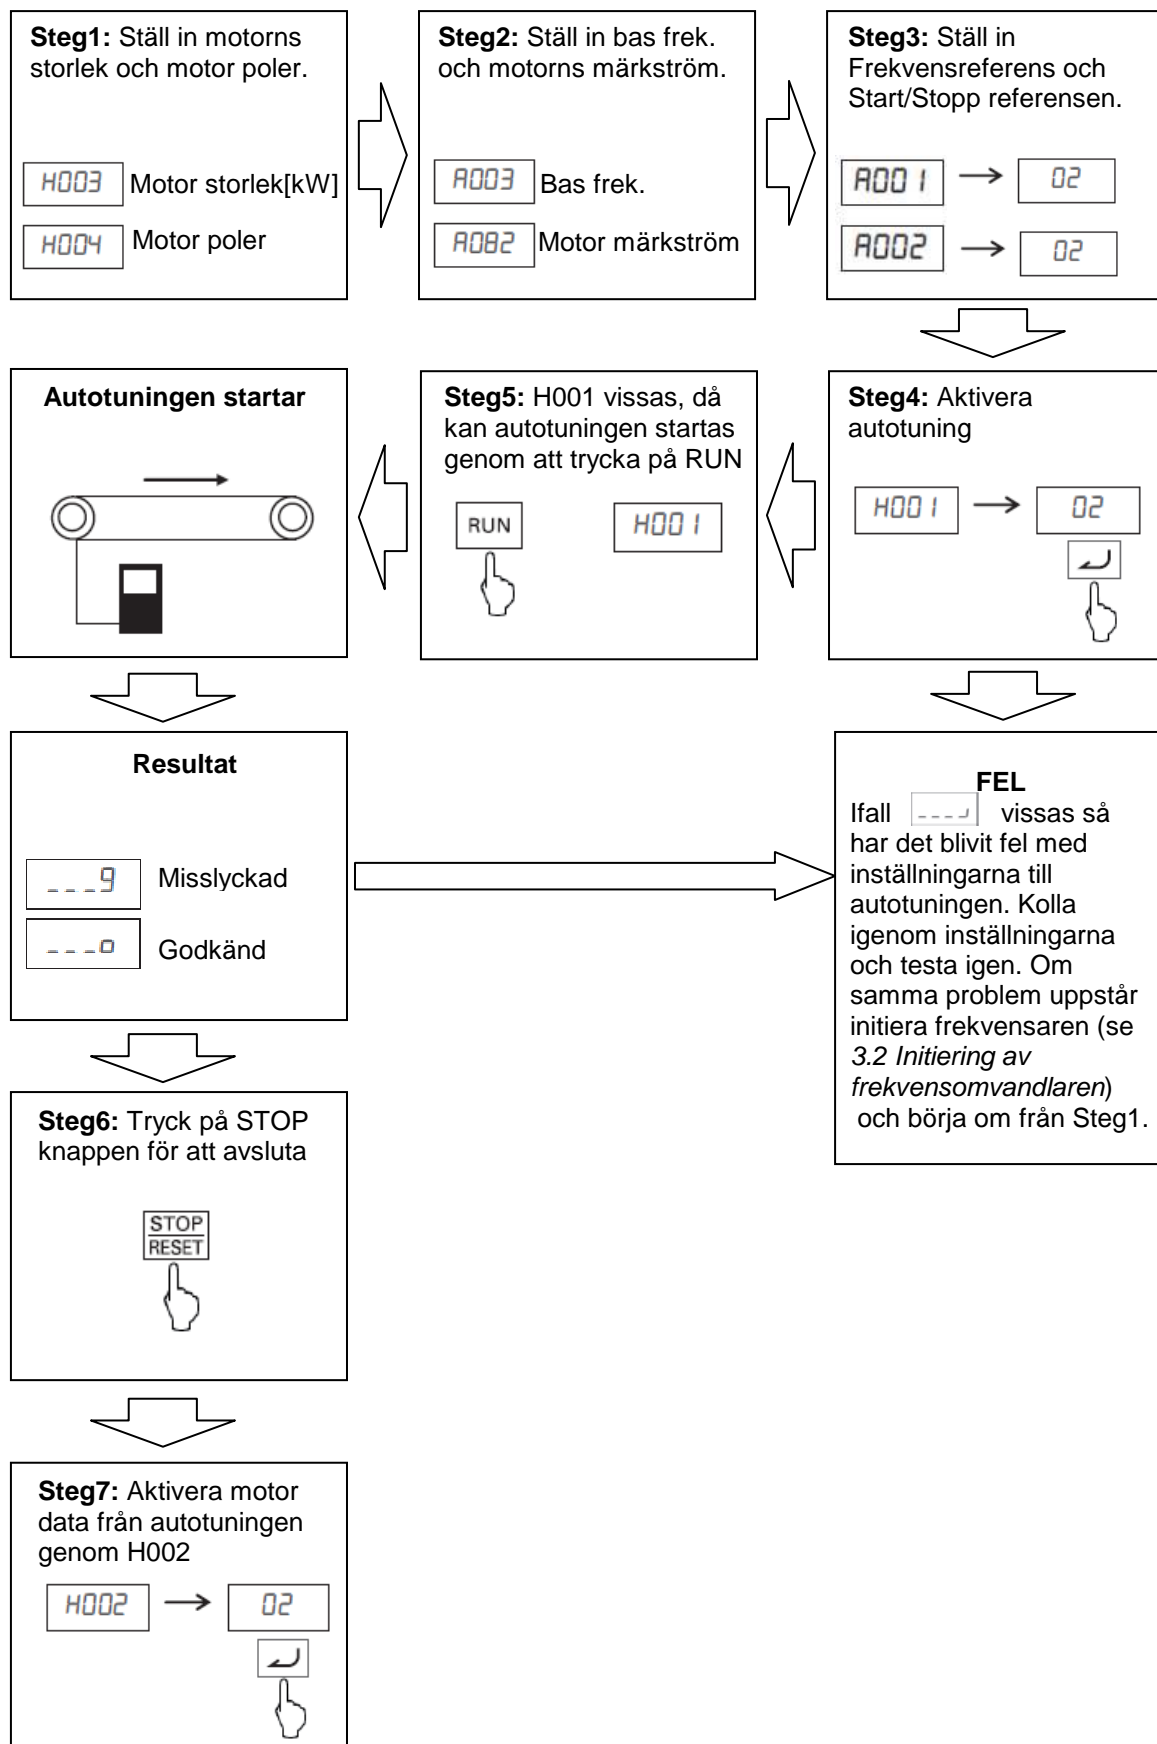 Steg1: Ställ in motorns
storlek och motor poler.
H003 Motor storlek[kW]
H004 Motor poler
Steg2: Ställ in bas frek.
och motorns märkström.
A003 Bas frek.
A082 Motor märkström
Steg3: Ställ in
Frekvensreferens och
Start/Stopp referensen.
A001 → 02
A002 → 02
Steg4: Aktivera
autotuning
H001 → 02
Steg5: H001 vissas, då
kan autotuningen startas
genom att trycka på RUN
RUN H001
Autotuningen startar
Resultat
_ _ _9 Misslyckad
_ _ _o Godkänd
FEL
Ifall _ _ _ ┘ vissas så
har det blivit fel med
inställningarna till
autotuningen. Kolla
igenom inställningarna
och testa igen. Om
samma problem uppstår
initiera frekvensaren (se
3.2 Initiering av
frekvensomvandlaren)
och börja om från Steg1.
Steg6: Tryck på STOP
knappen för att avsluta
STOP
RESET
Steg7: Aktivera motor
data från autotuningen
genom H002
H002 → 02